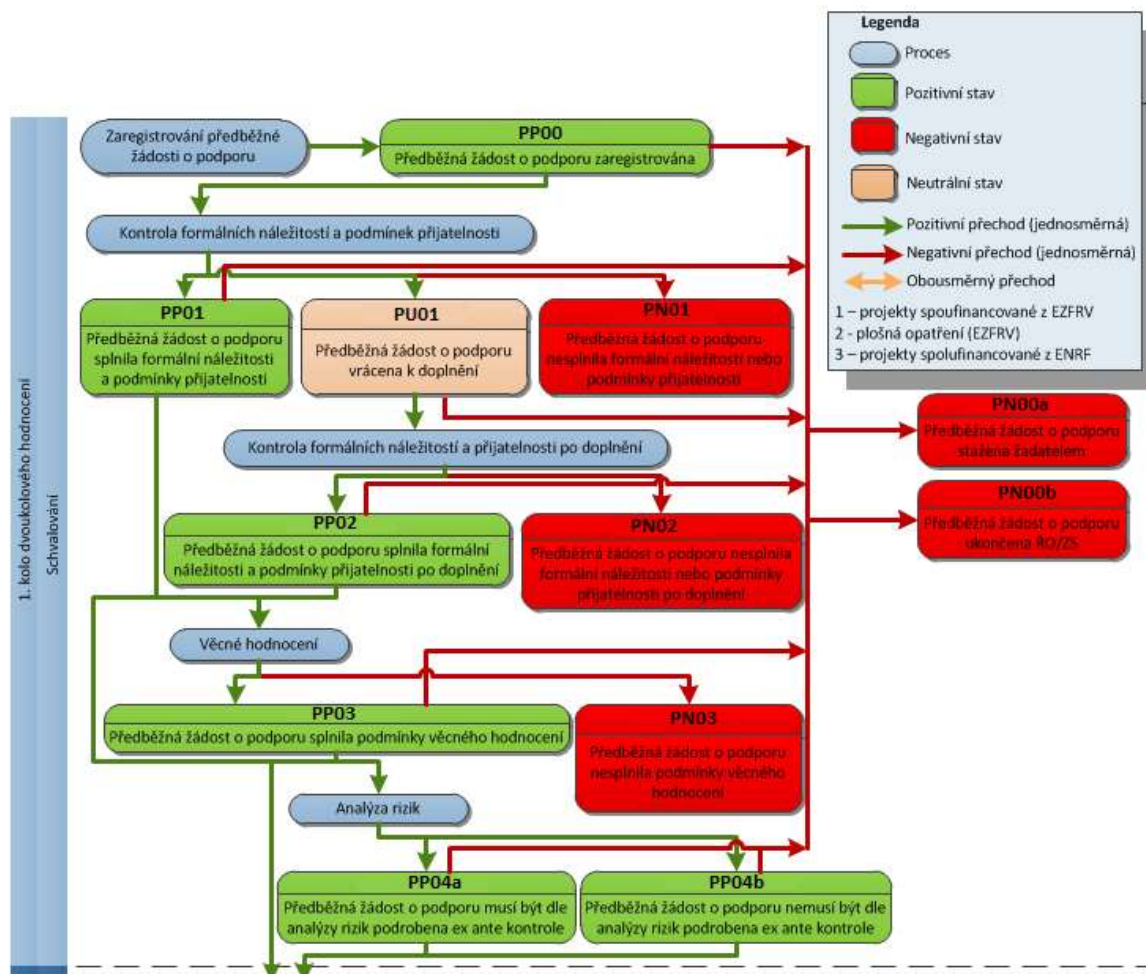 Legenda
Proces
Pozitivní stav
Negativní stav
Neutrální stav
Pozitivní přechod (jednosměrná)
Negativní přechod (jednosměrná)
Obousměrný přechod
1 – projekty spoufinancované z EZFRV
2 - plošná opatření (EZFRV)
3 – projekty spolufinancované z ENRF
1. kolo dvoukolového hodnocení
Schvalování
Zaregistrování předběžné
žádosti o podporu
PP00
Předběžná žádost o podporu zaregistrována
Kontrola formálních náležitostí a podmínek přijatelnosti
PP01
Předběžná žádost o podporu
splnila formální náležitosti
a podmínky přijatelnosti
PU01
Předběžná žádost o podporu
vrácena k doplnění
PN01
Předběžná žádost o podporu
nesplnila formální náležitosti nebo
podmínky přijatelnosti
PN00a
Předběžná žádost o podporu
stažena žadatelem
Kontrola formálních náležitostí a přijatelnosti po doplnění
PN00b
Předběžná žádost o podporu
ukončena ŘO/ZS
PP02
Předběžná žádost o podporu splnila formální
náležitosti a podmínky přijatelnosti po doplnění
PN02
Předběžná žádost o podporu nesplnila
formální náležitosti nebo podmínky
přijatelnosti po doplnění
Věcné hodnocení
PP03
Předběžná žádost o podporu splnila podmínky věcného hodnocení
PN03
Předběžná žádost o podporu
nesplnila podmínky věcného
hodnocení
Analýza rizik
PP04a
Předběžná žádost o podporu musí být dle
analýzy rizik podrobena ex ante kontrole
PP04b
Předběžná žádost o podporu nemusí být dle
analýzy rizik podrobena ex ante kontrole